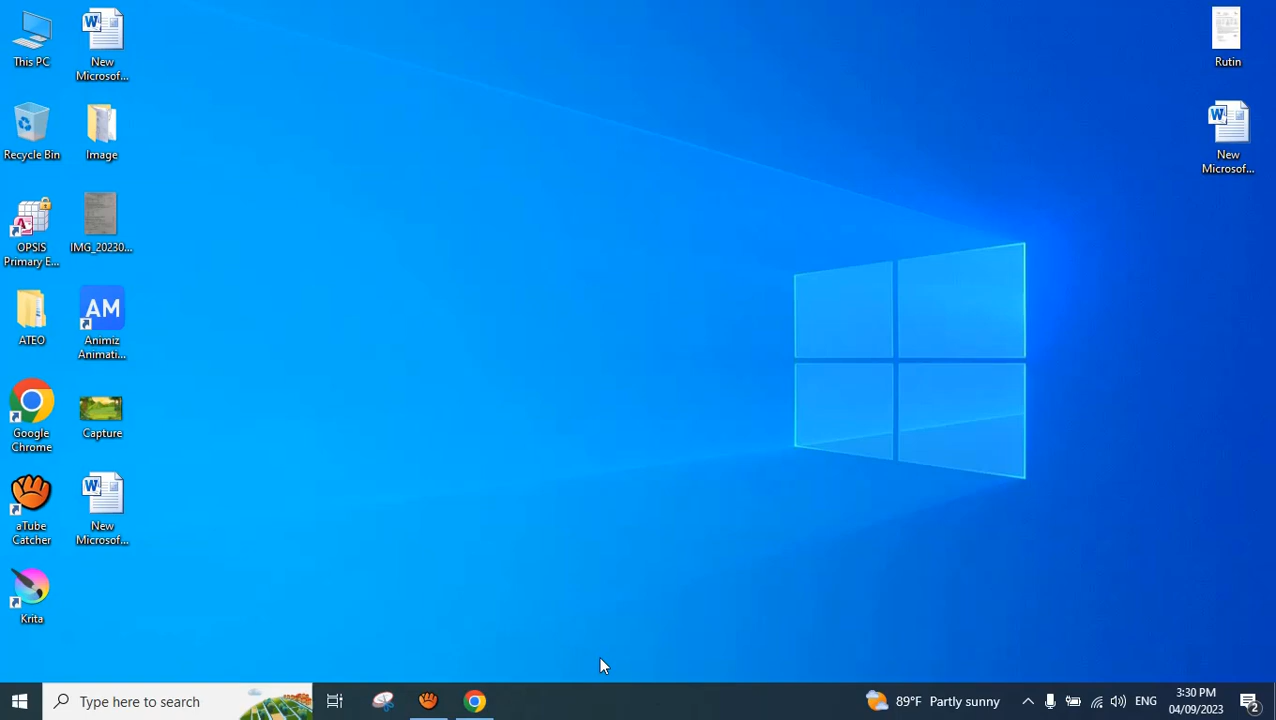 This PC
New
Microsof...
Recycle Bin
Image
OPSIS
Primary E...
IMG_20230...
ATEO
AM
Animiz
Animati...
Google
Chrome
Capture
aTube
Catcher
New
Microsof...
Krita
Rutin
New
Microsof...
Type here to search
89°F Partly sunny
ENG
3:30 PM
04/09/2023
2